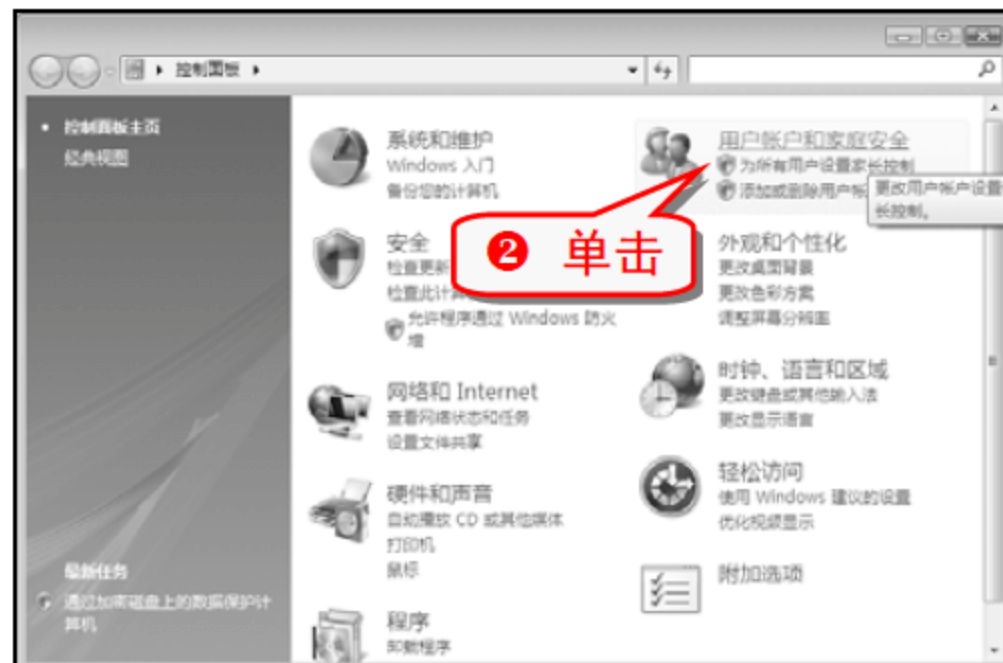 控制面板
控制面板主页
经典视图
系统和维护
Windows 入门
备份您的计算机
安全
检查更新
检查此计
允许程序通过 Windows 防火
墙
网络和 Internet
查看网络状态和任务
设置文件共享
硬件和声音
自动播放 CD 或其他媒体
打印机
鼠标
程序
卸载程序
用户帐户和家庭安全
为所有用户设置家长控制
添加或删除用户帐
更改用户帐户设置
长控制。
❷ 单击
外观和个性化
更改桌面背景
更改色彩方案
调整屏幕分辨率
时钟、语言和区域
更改键盘或其他输入法
更改显示语言
轻松访问
使用 Windows 建议的设置
优化视频显示
附加选项
最新任务
通过加密磁盘上的数据保护计
算机